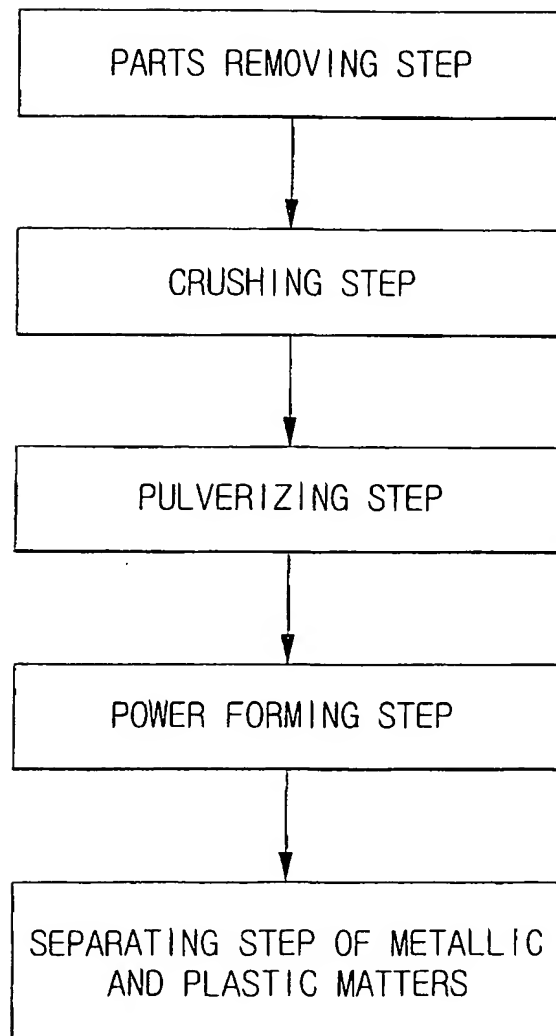 PARTS REMOVING STEP
CRUSHING STEP
PULVERIZING STEP
POWER FORMING STEP
SEPARATING STEP OF METALLIC
AND PLASTIC MATTERS